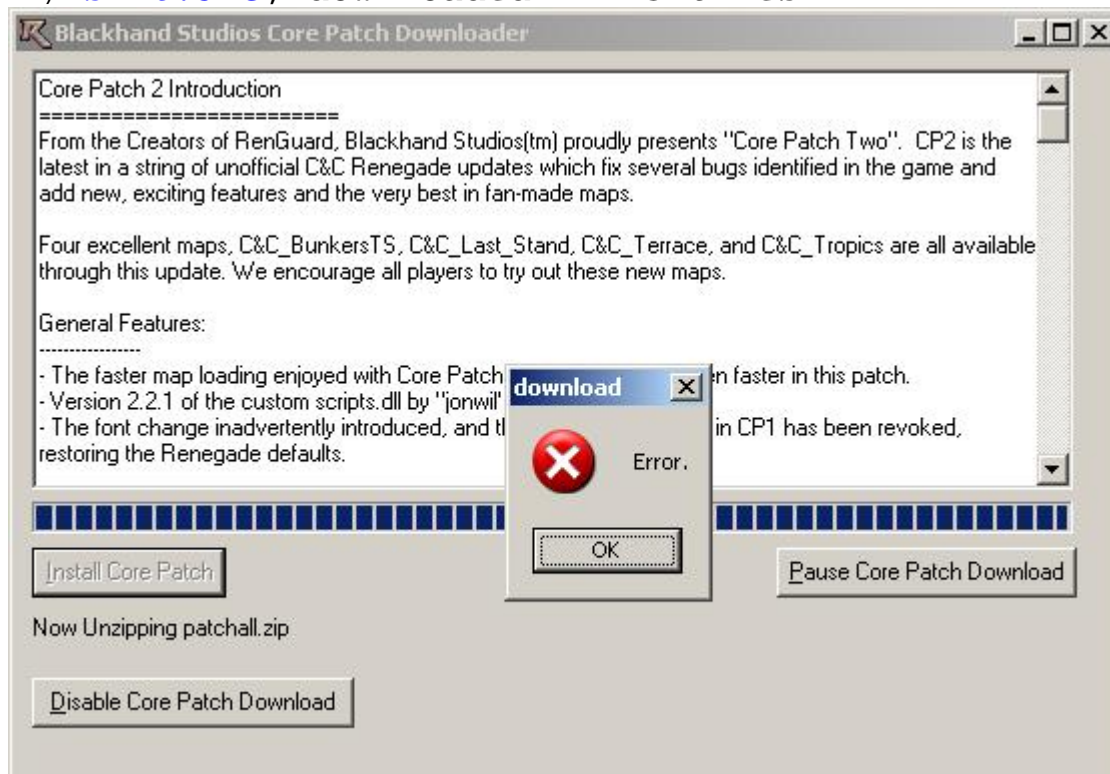 Blackhand Studios Core Patch Downloader
Core Patch 2 Introduction
=========================
From the Creators of RenGuard, Blackhand Studios(tm) proudly presents "Core Patch Two". CP2 is the
latest in a string of unofficial C&C Renegade updates which fix several bugs identified in the game and
add new, exciting features and the very best in fan-made maps.
Four excellent maps, C&C_BunkersTS, C&C_Last_Stand, C&C_Terrace, and C&C_Tropics are all available
through this update. We encourage all players to try out these new maps.
General Features:
----------------
- The faster map loading enjoyed with Core Patch
faster in this patch.
- Version 2.2.1 of the custom scripts.dll by "jonwil"
- The font change inadvertently introduced, and
in CP1 has been revoked,
restoring the Renegade defaults.
download
Error.
OK
Install Core Patch
Pause Core Patch Download
Now Unzipping patchall.zip
Disable Core Patch Download